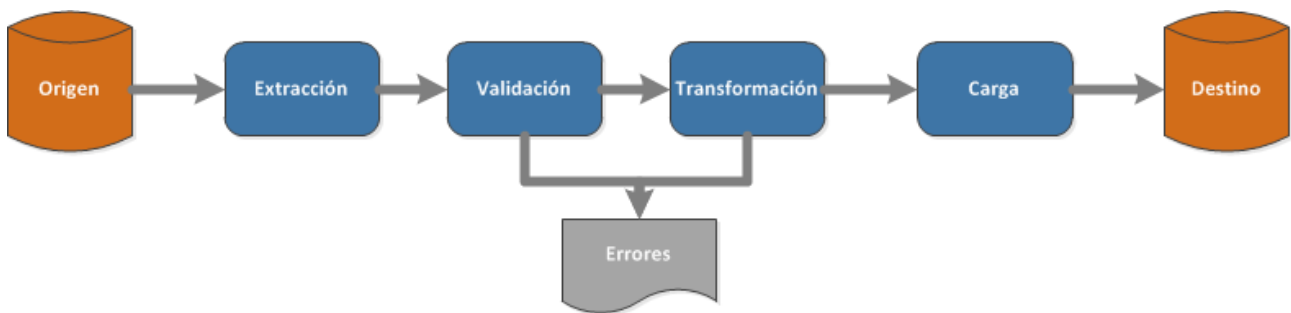 Origen
Extracción
Validación
Transformación
Carga
Destino
Errores